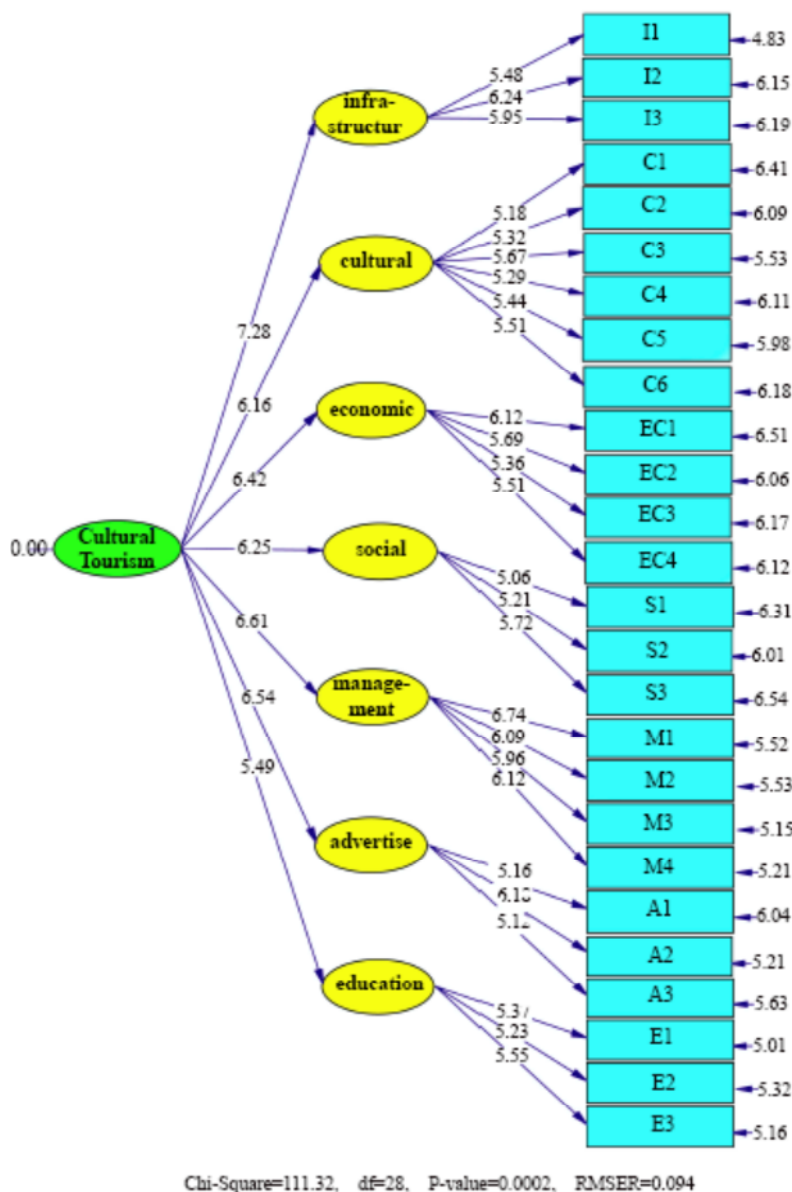 I1
4.83
5.48
I2
6.15
6.24
infra-
structur
5.95
I3
6.19
C1
6.41
5.18
C2
6.09
5.32
cultural
5.67
C3
5.53
5.29
C4
6.11
5.44
C5
5.98
5.51
C6
6.18
7.28
6.16
economic
6.12
EC1
6.51
5.69
EC2
6.06
5.36
EC3
6.17
5.51
EC4
6.12
6.42
0.00
Cultural
Tourism
6.25
social
5.06
S1
6.31
5.21
S2
6.01
5.72
S3
6.54
6.61
manage-
ment
6.74
M1
5.52
6.09
M2
5.53
5.96
M3
5.15
6.12
M4
5.21
6.54
5.49
advertise
5.16
A1
6.04
A2
5.21
A3
5.63
education
E1
5.01
5.23
E2
5.32
5.55
E3
5.16
Chi-Square=111.32, df=28, P-value=0.0002, RMSER=0.094